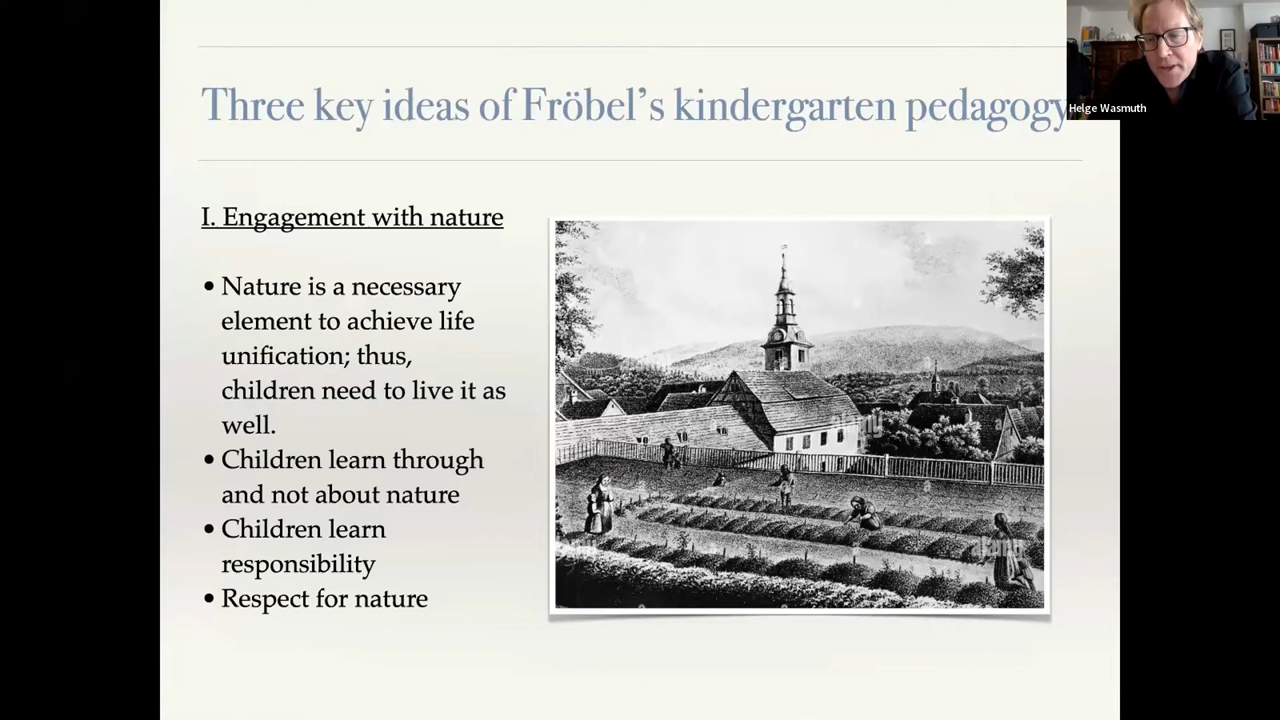 Three key ideas of Fröbel's kindergarten pedagogy
Helge Wasmuth
I. Engagement with nature
• Nature is a necessary
element to achieve life
unification; thus,
children need to live it as
well.
• Children learn through
and not about nature
• Children learn
responsibility
• Respect for nature
alamy